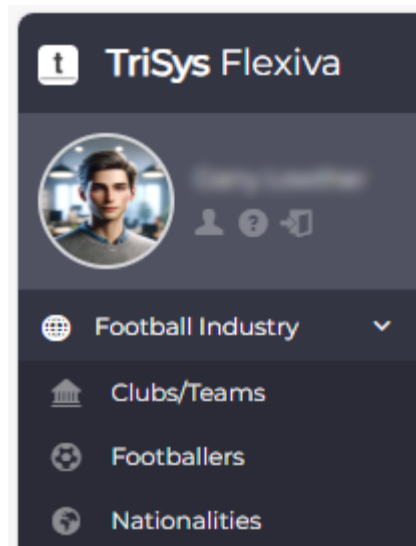 t TriSys Flexiva
Football Industry
Clubs/Teams
Footballers
Nationalities